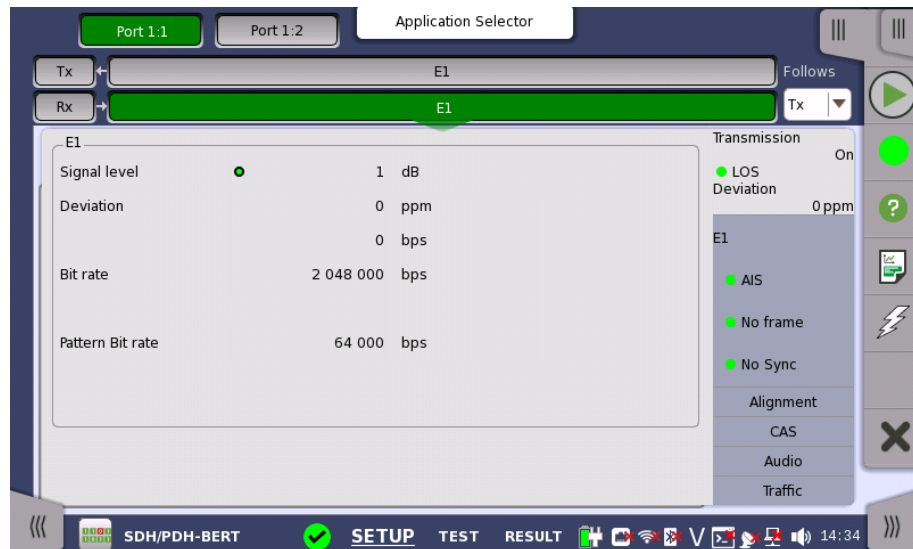 Application Selector
Port 1:1 Port 1:2
Tx E1 Follows
Rx E1 Tx
E1
Signal level 1 dB
Deviation 0 ppm
0 bps
Bit rate 2 048 000 bps
Pattern Bit rate 64 000 bps
Transmission
On
LOS
Deviation
0 ppm
E1
AIS
No frame
No Sync
Alignment
CAS
Audio
Traffic
SDH/PDH-BERT SETUP TEST RESULT V 14:34